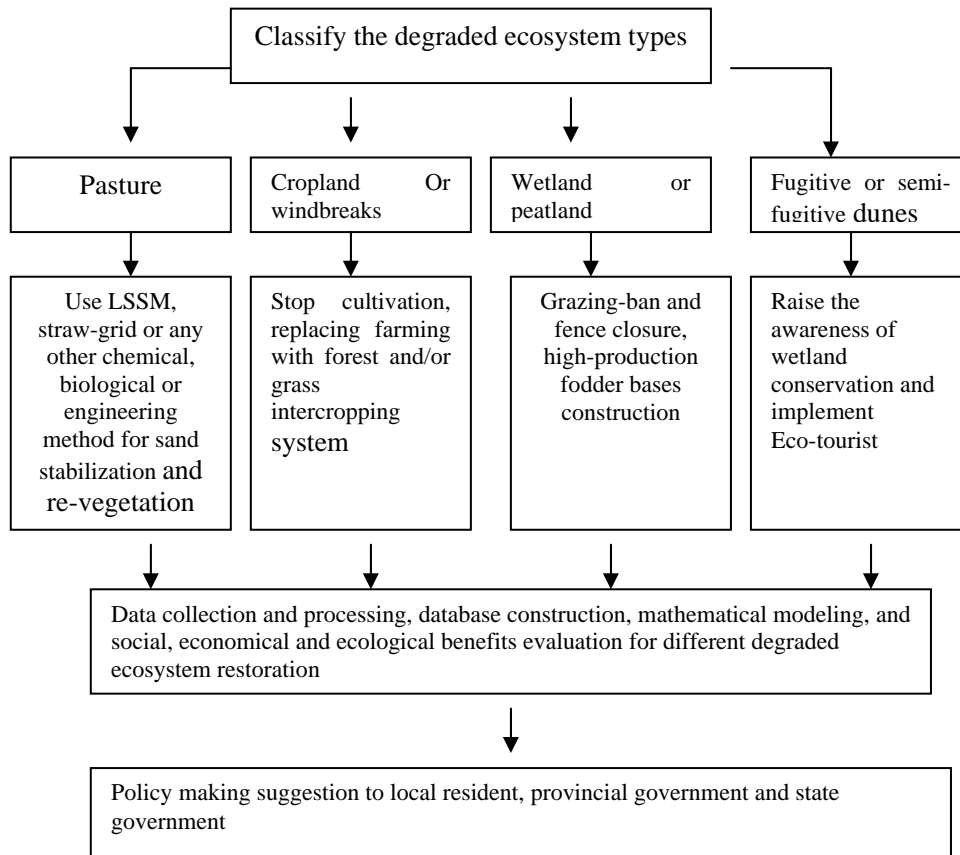 Classify the degraded ecosystem types
Pasture
Cropland Or
windbreaks
Wetland or
peatland
Fugitive or semi-
fugitive dunes
Use LSSM,
straw-grid or any
other chemical,
biological or
engineering
method for sand
stabilization and
re-vegetation
Stop cultivation,
replacing farming
with forest and/or
grass
intercropping
system
Grazing-ban and
fence closure,
high-production
fodder bases
construction
Raise the
awareness of
wetland
conservation and
implement
Eco-tourist
Data collection and processing, database construction, mathematical modeling, and
social, economical and ecological benefits evaluation for different degraded
ecosystem restoration
Policy making suggestion to local resident, provincial government and state
government